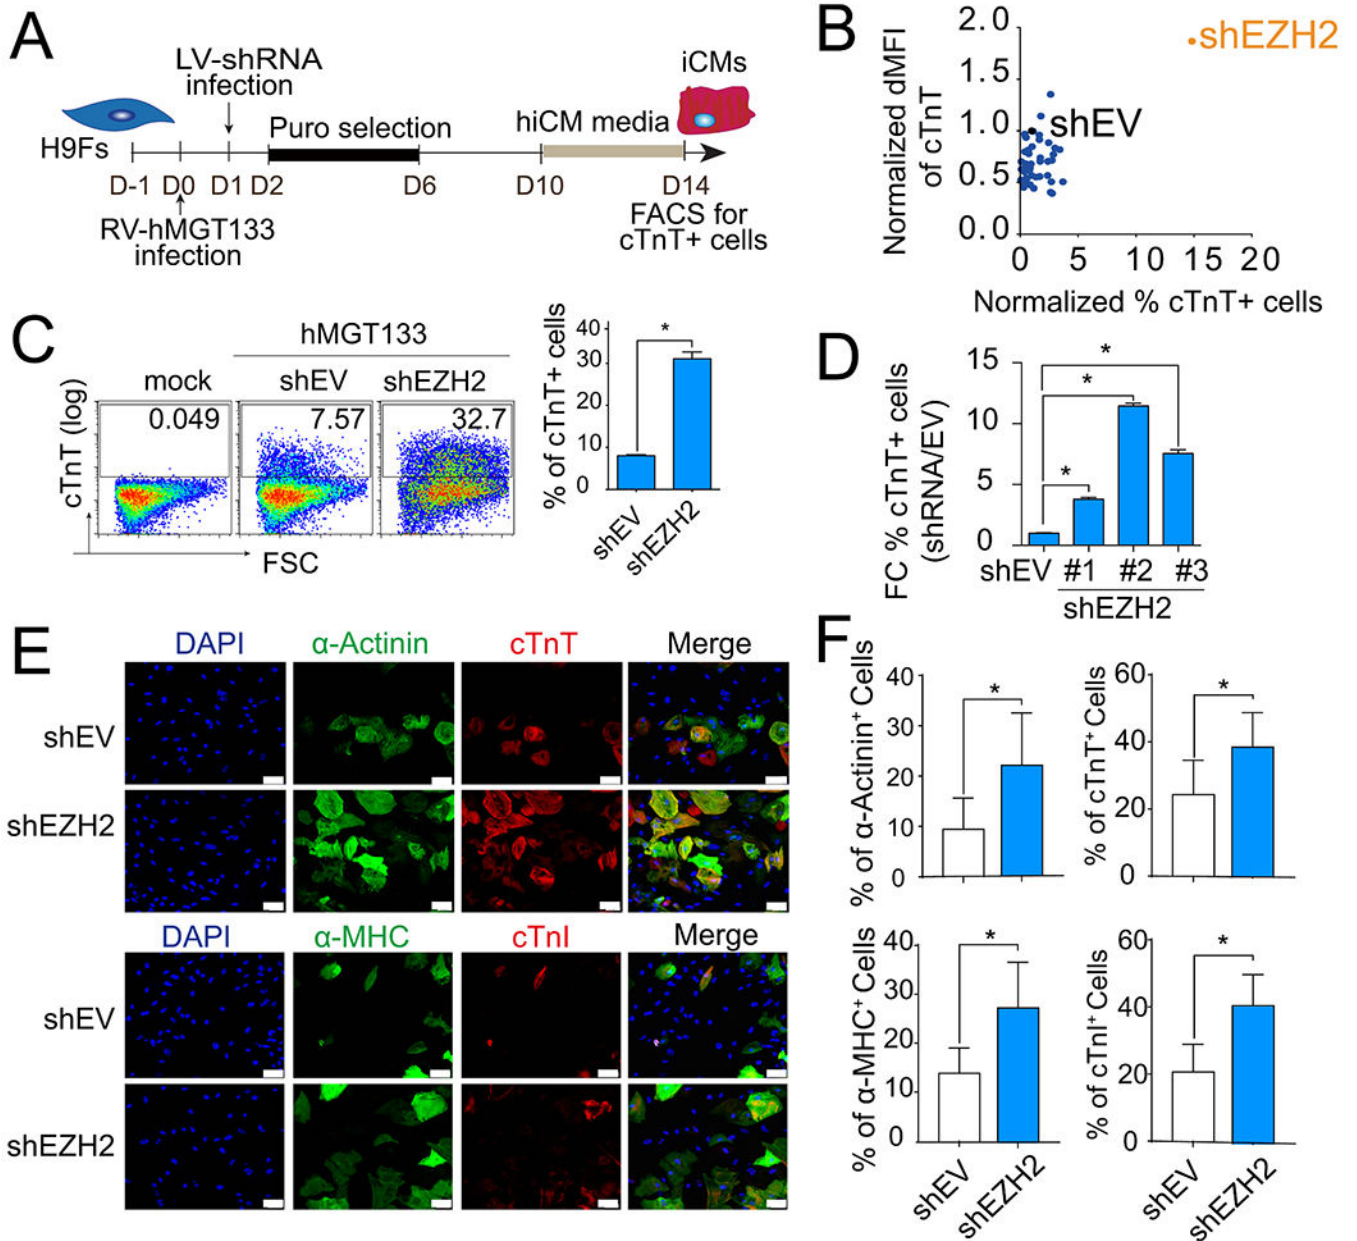 A
LV-shRNA
infection
iCMs
H9Fs
Puro selection
hiCM media
D-1 D0 D1 D2 D6 D10 D14
RV-hMGT133
infection
FACS for
cTnT+ cells
B
Normalized dMFI
of cTnT
2.0
1.5
1.0
0.5
0.0
shEZH2
shEV
0 5 10 15 20
Normalized % cTnT+ cells
C
hMGT133
mock shEV shEZH2
cTnT (log)
0.049 7.57 32.7
FSC
% of cTnT+ cells
40
30
20
10
0
*
shEV
shEZH2
D
FC % cTnT+ cells
(shRNA/EV)
15
10
5
0
*
*
*
shEV #1 #2 #3
shEZH2
E
DAPI α-Actinin cTnT Merge
shEV
shEZH2
DAPI α-MHC cTnI Merge
shEV
shEZH2
F
% of α-Actinin+ Cells
40
30
20
10
0
*
% of cTnT+ Cells
60
40
20
0
*
% of α-MHC+ Cells
40
30
20
10
0
*
shEV
shEZH2
% of cTnI+ Cells
60
40
20
0
*
shEV
shEZH2